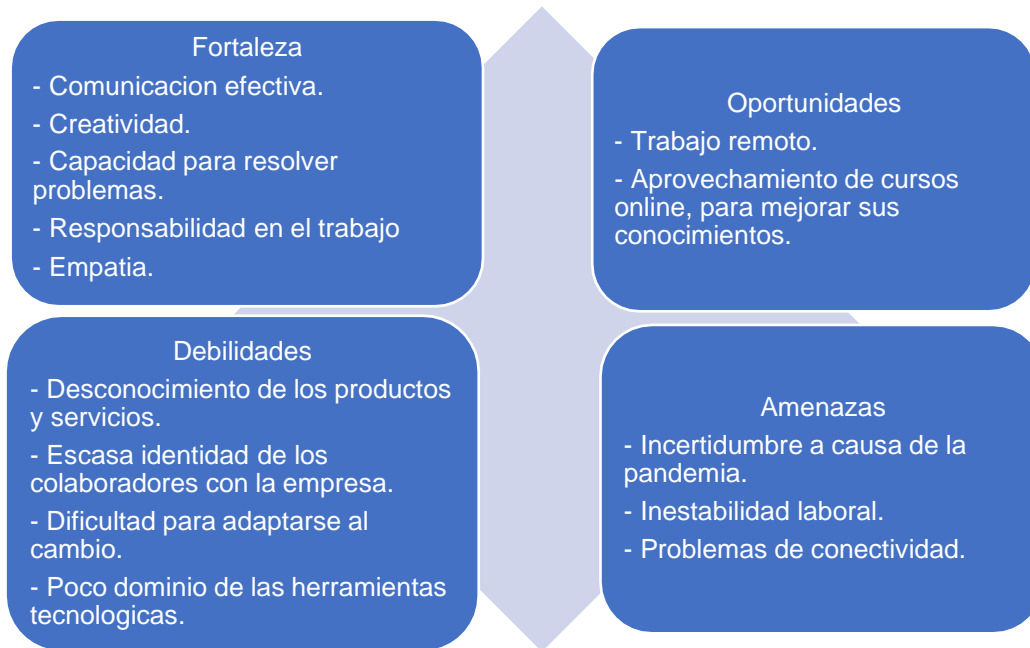 Fortaleza
- Comunicacion efectiva.
- Creatividad.
- Capacidad para resolver
problemas.
- Responsabilidad en el trabajo
- Empatia.
Oportunidades
- Trabajo remoto.
- Aprovechamiento de cursos
online, para mejorar sus
conocimientos.
Debilidades
- Desconocimiento de los productos
y servicios.
- Escasa identidad de los
colaboradores con la empresa.
- Dificultad para adaptarse al
cambio.
- Poco dominio de las herramientas
tecnologicas.
Amenazas
- Incertidumbre a causa de la
pandemia.
- Inestabilidad laboral.
- Problemas de conectividad.